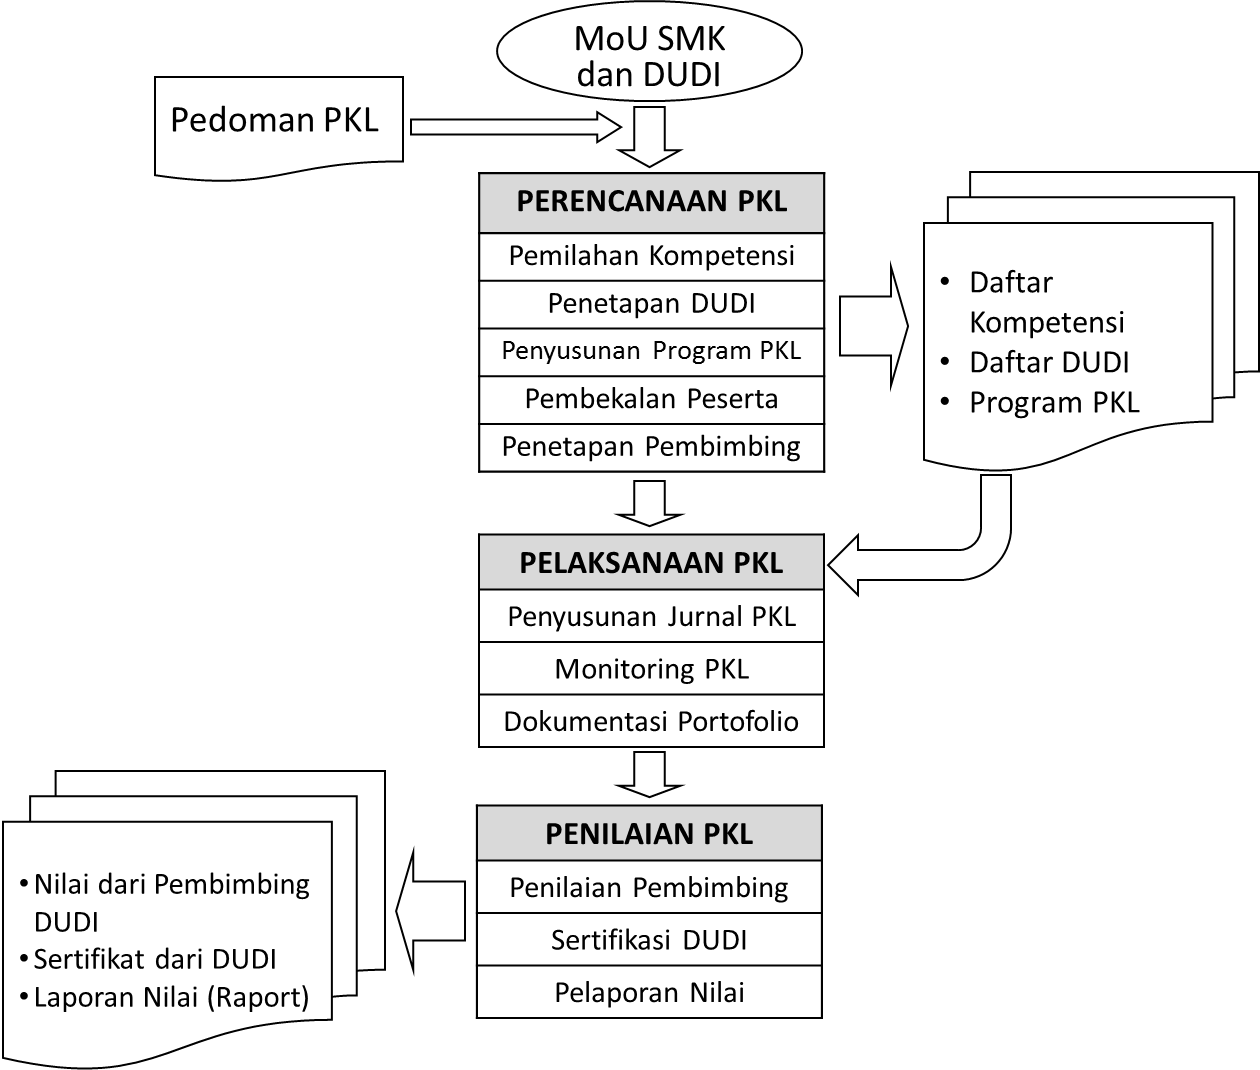 MoU SMK
dan DUDI
Pedoman PKL
PERENCANAAN PKL
Pemilahan Kompetensi
Penetapan DUDI
Penyusunan Program PKL
Pembekalan Peserta
Penetapan Pembimbing
• Daftar
Kompetensi
• Daftar DUDI
• Program PKL
PELAKSANAAN PKL
Penyusunan Jurnal PKL
Monitoring PKL
Dokumentasi Portofolio
PENILAIAN PKL
Penilaian Pembimbing
Sertifikasi DUDI
Pelaporan Nilai
• Nilai dari Pembimbing
DUDI
• Sertifikat dari DUDI
• Laporan Nilai (Raport)